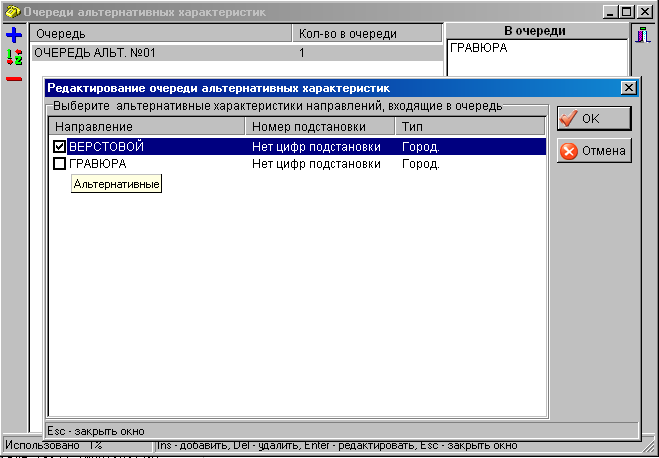 Очереди альтернативных характеристик
Очередь
Кол-во в очереди
В очереди
ОЧЕРЕДЬ АЛЬТ. №01
1
ГРАВЮРА
Редактирование очереди альтернативных характеристик
Выберите альтернативные характеристики направлений, входящие в очередь
Направление
Номер подстановки
Тип
OK
ВЕРСТОВОЙ
Нет цифр подстановки
Город.
Отмена
ГРАВЮРА
Нет цифр подстановки
Город.
Альтернативные
Esc - закрыть окно
Использовано 1%
Ins - добавить, Del - удалить, Enter - редактировать, Esc - закрыть окно